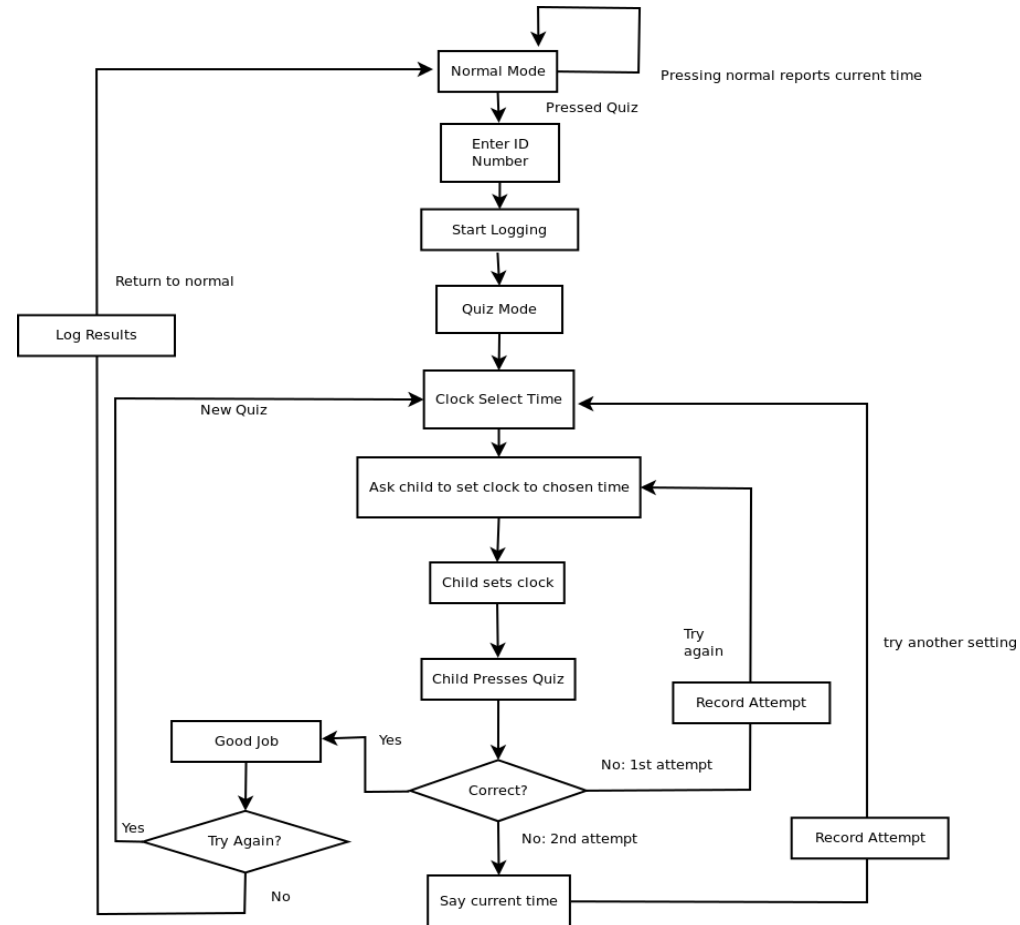 Normal Mode
Pressing normal reports current time
Pressed Quiz
Enter ID
Number
Start Logging
Return to normal
Quiz Mode
Log Results
Clock Select Time
New Quiz
Ask child to set clock to chosen time
Child sets clock
Try
again
try another setting
Child Presses Quiz
Record Attempt
Good Job
Yes
No: 1st attempt
Correct?
Yes
Try Again?
No: 2nd attempt
Record Attempt
No
Say current time